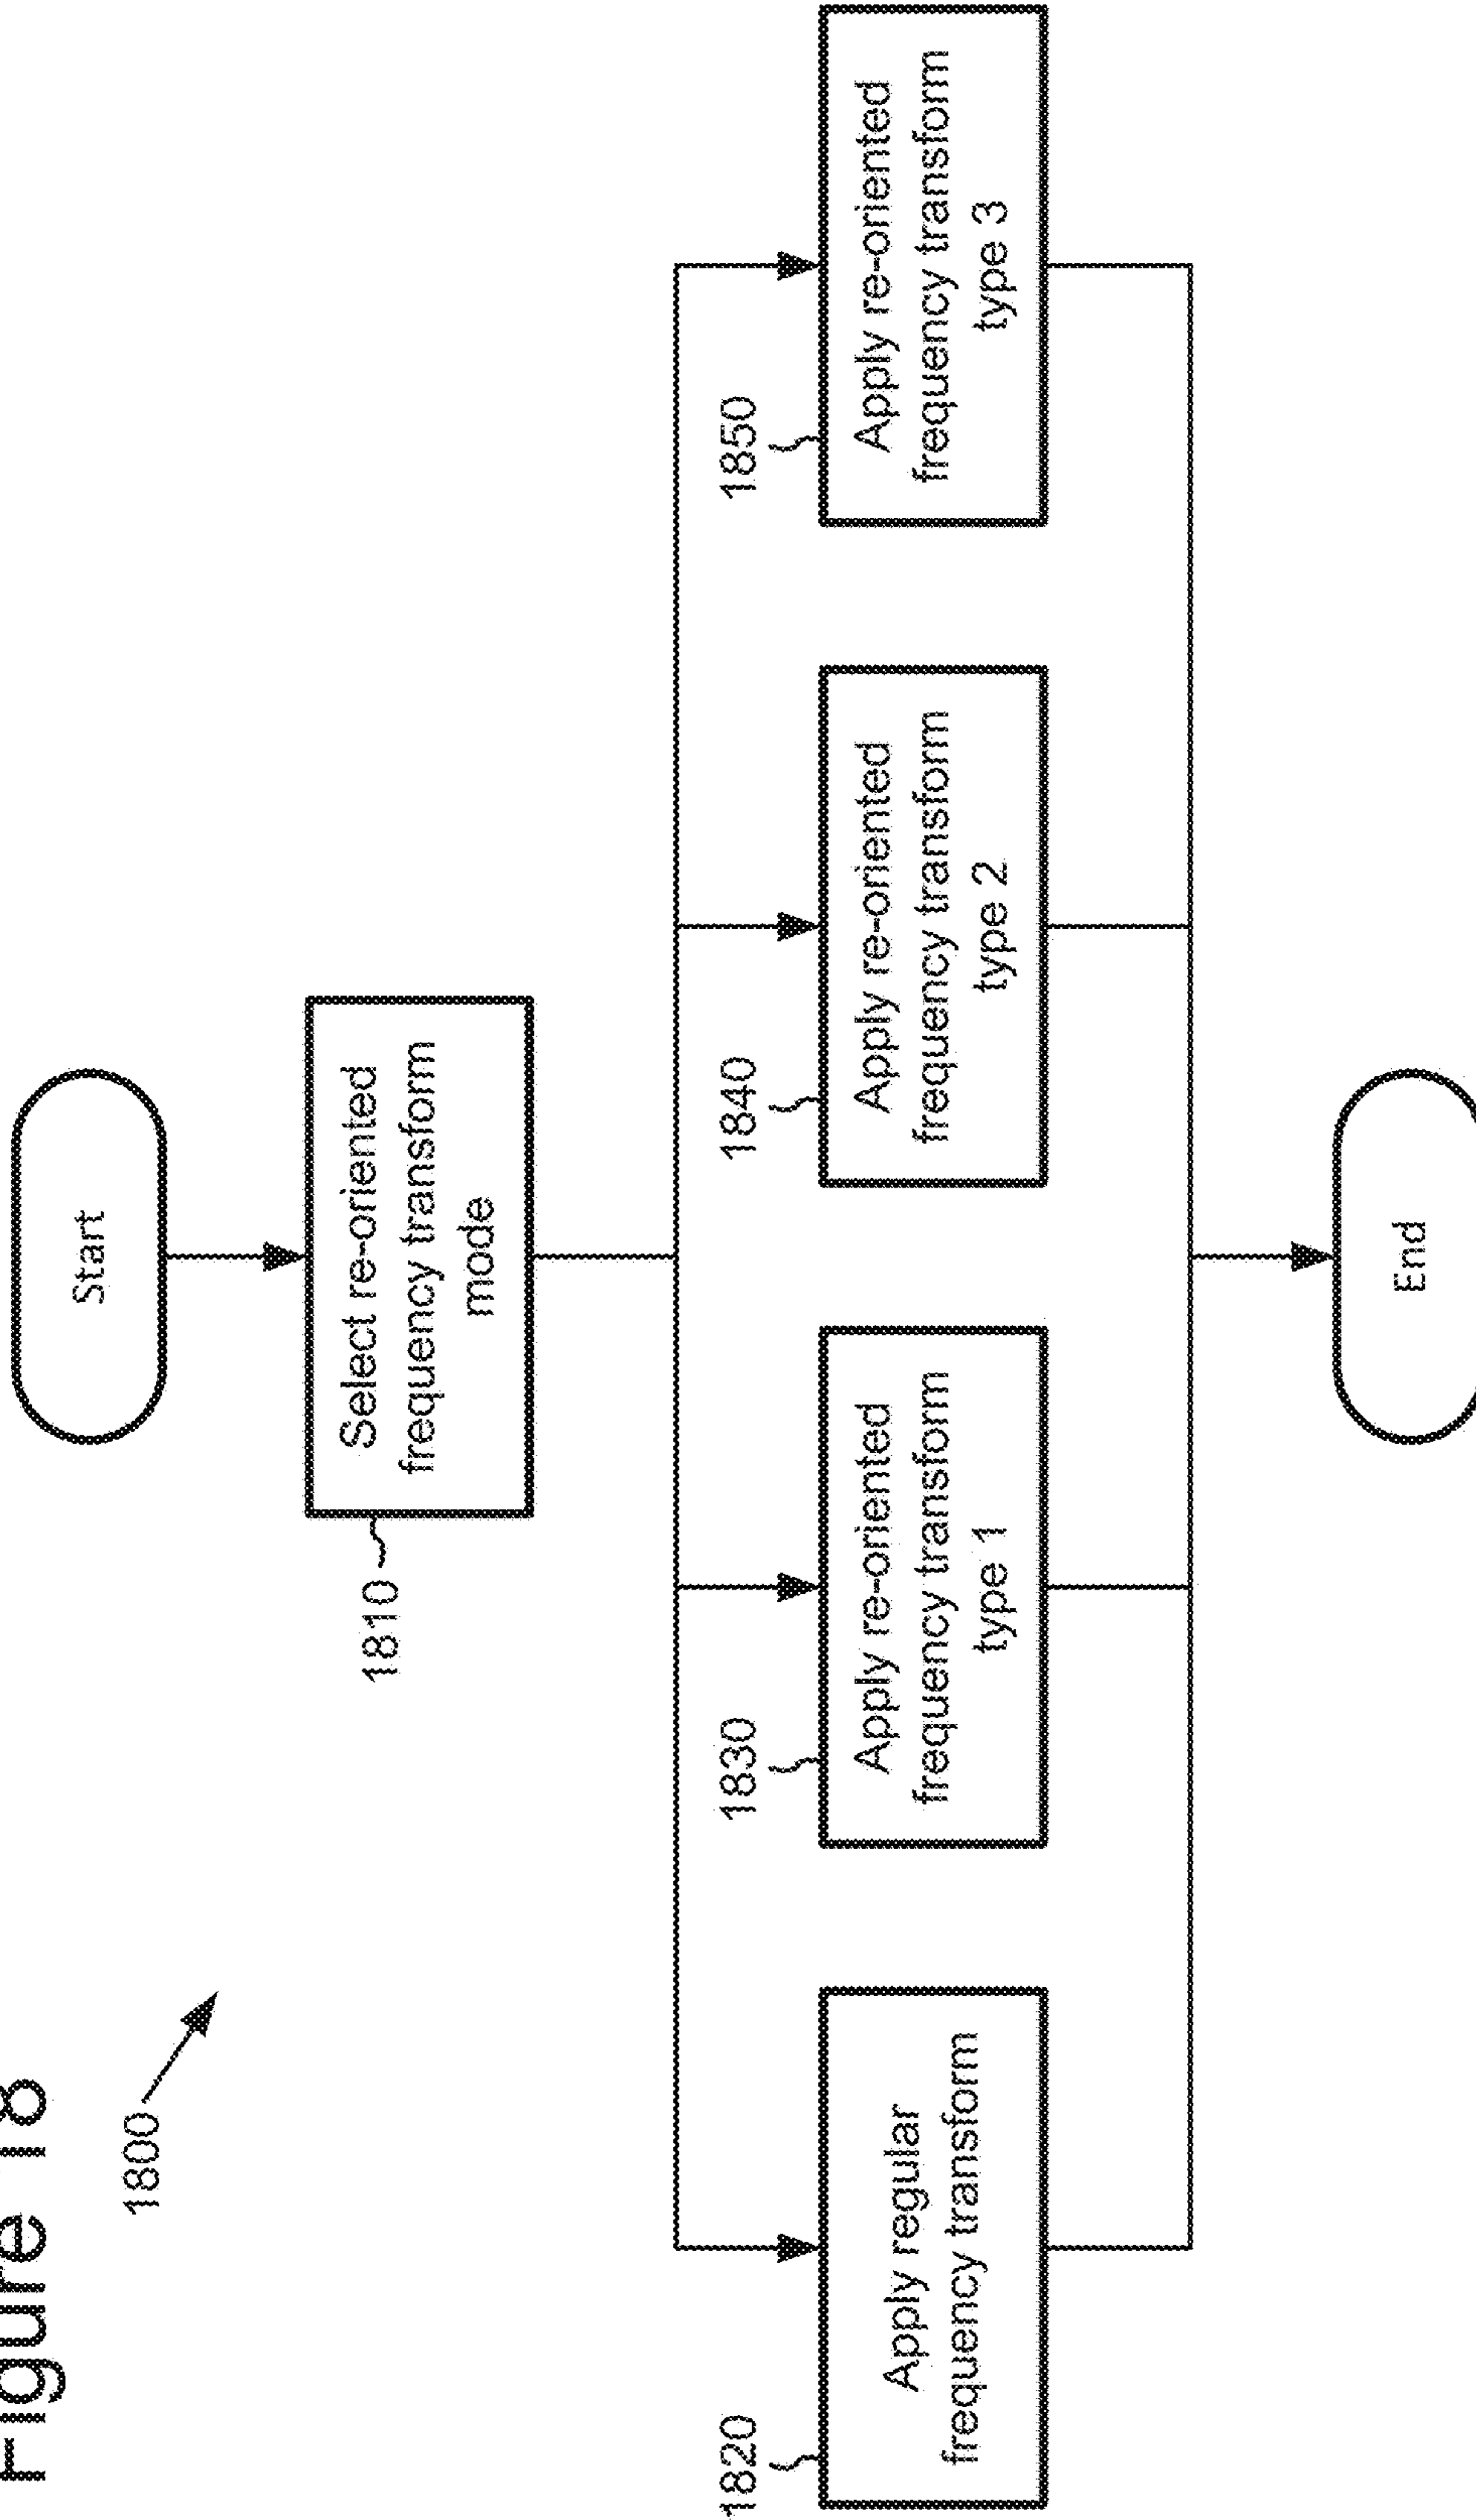 Figure 18
1800
Start
1810
Select re-oriented
frequency transform
mode
1820
Apply regular
frequency transform
1830
Apply re-oriented
frequency transform
type 1
1840
Apply re-oriented
frequency transform
type 2
1850
Apply re-oriented
frequency transform
type 3
End